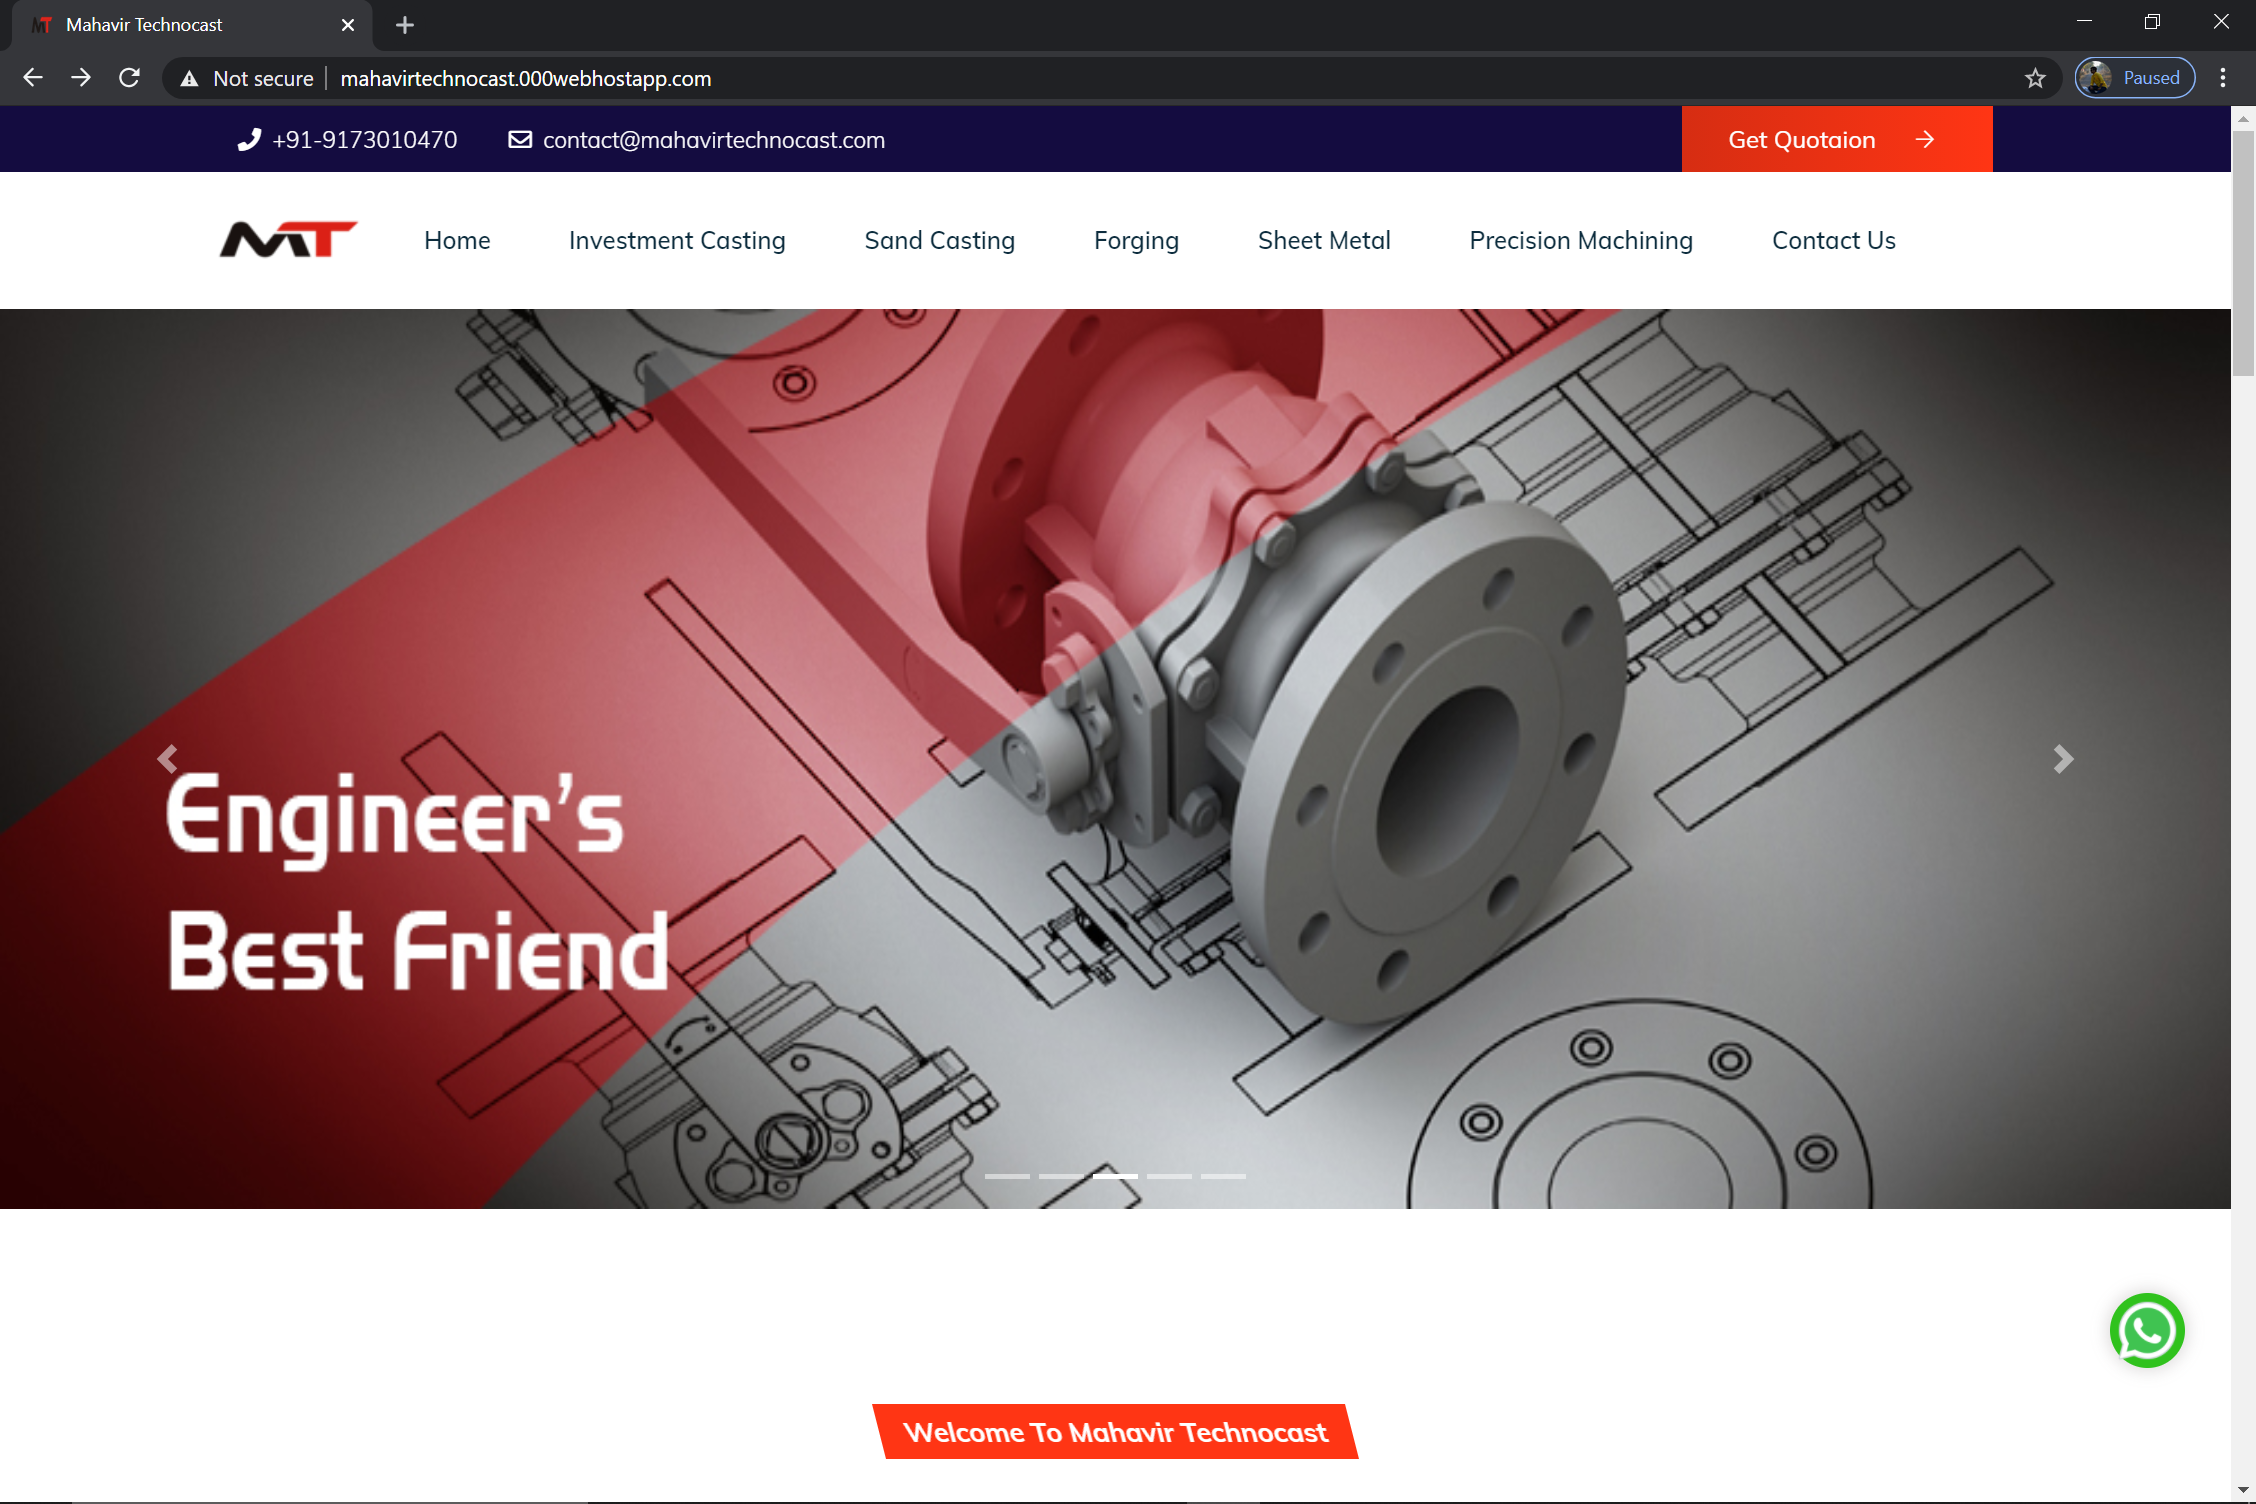 Mahavir Technocast
Not secure
mahavirtechnocast.000webhostapp.com
Paused
+91-9173010470
contact@mahavirtechnocast.com
Get Quotaion
MT
Home
Investment Casting
Sand Casting
Forging
Sheet Metal
Precision Machining
Contact Us
Engineer's
Best Friend
Welcome To Mahavir Technocast